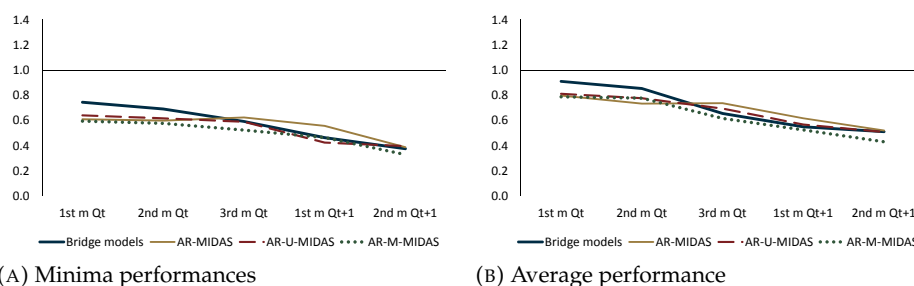 1.4
1.2
1.0
0.8
0.6
0.4
0.2
0.0
1st m Qt 2nd m Qt 3rd m Qt 1st m Qt+1 2nd m Qt+1
Bridge models AR-MIDAS AR-U-MIDAS AR-M-MIDAS
(A) Minima performances
1.4
1.2
1.0
0.8
0.6
0.4
0.2
0.0
1st m Qt 2nd m Qt 3rd m Qt 1st m Qt+1 2nd m Qt+1
Bridge models AR-MIDAS AR-U-MIDAS AR-M-MIDAS
(B) Average performance